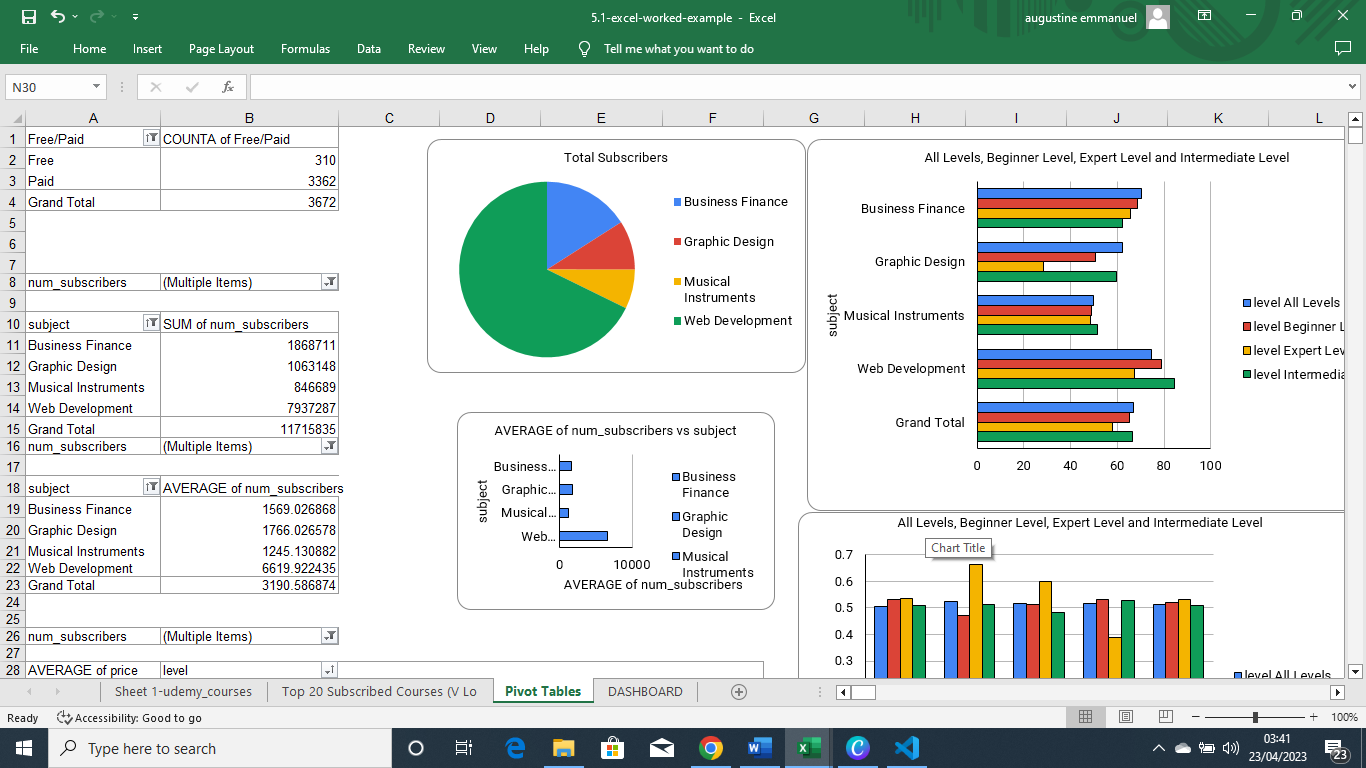 5.1-excel-worked-example - Excel
augustine emmanuel
File Home Insert Page Layout Formulas Data Review View Help Tell me what you want to do
N30
fx
A B C D E F G H I J K L
1 Free/Paid COUNTA of Free/Paid
2 Free 310
3 Paid 3362
4 Grand Total 3672
5
6
7
8 num_subscribers (Multiple Items)
9
10 subject SUM of num_subscribers
11 Business Finance 1868711
12 Graphic Design 1063148
13 Musical Instruments 846689
14 Web Development 7937287
15 Grand Total 11715835
16 num_subscribers (Multiple Items)
17
18 subject AVERAGE of num_subscribers
19 Business Finance 1569.026868
20 Graphic Design 1766.026578
21 Musical Instruments 1245.130882
22 Web Development 6619.922435
23 Grand Total 3190.586874
24
25
26 num_subscribers (Multiple Items)
27
28 AVERAGE of price level
Total Subscribers
Business Finance
Graphic Design
Musical
Instruments
Web Development
All Levels, Beginner Level, Expert Level and Intermediate Level
subject
Business Finance
Graphic Design
Musical Instruments
Web Development
Grand Total
0 20 40 60 80 100
level All Levels
level Beginner L
level Expert Lev
level Intermedia
AVERAGE of num_subscribers vs subject
subject
Business...
Graphic...
Musical...
Web...
0 10000
AVERAGE of num_subscribers
Business
Finance
Graphic
Design
Musical
Instruments
All Levels, Beginner Level, Expert Level and Intermediate Level
Chart Title
0.7
0.6
0.5
0.4
0.3
level All Levels
Sheet 1-udemy_courses Top 20 Subscribed Courses (V Lo Pivot Tables DASHBOARD
Ready Accessibility: Good to go 100%
Type here to search
03:41
23/04/2023
23